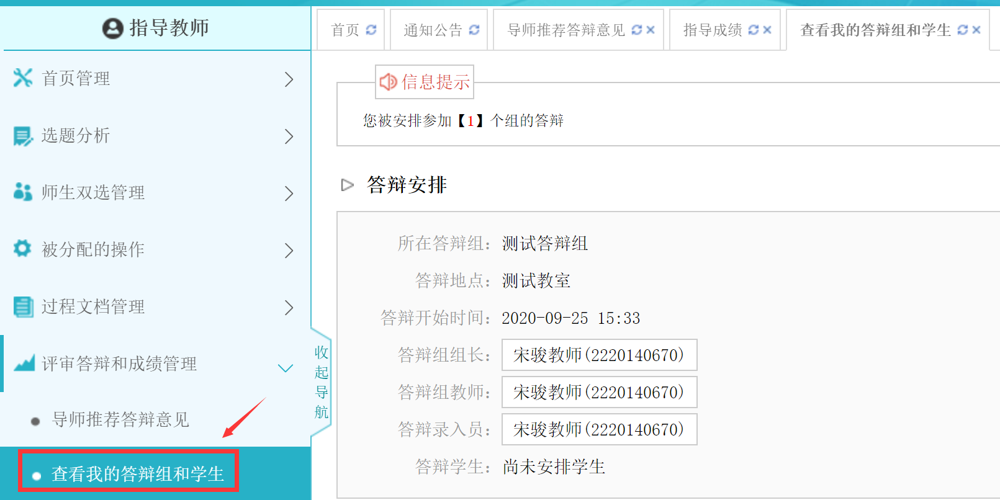 指导教师
首页管理
选题分析
师生双选管理
被分配的操作
过程文档管理
评审答辩和成绩管理
导师推荐答辩意见
查看我的答辩组和学生
收起导航
首页 通知公告 导师推荐答辩意见 指导成绩 查看我的答辩组和学生
信息提示
您被安排参加【1】个组的答辩
答辩安排
所在答辩组: 测试答辩组
答辩地点: 测试教室
答辩开始时间: 2020-09-25 15:33
答辩组组长: 宋骏教师(2220140670)
答辩组教师: 宋骏教师(2220140670)
答辩录入员: 宋骏教师(2220140670)
答辩学生: 尚未安排学生